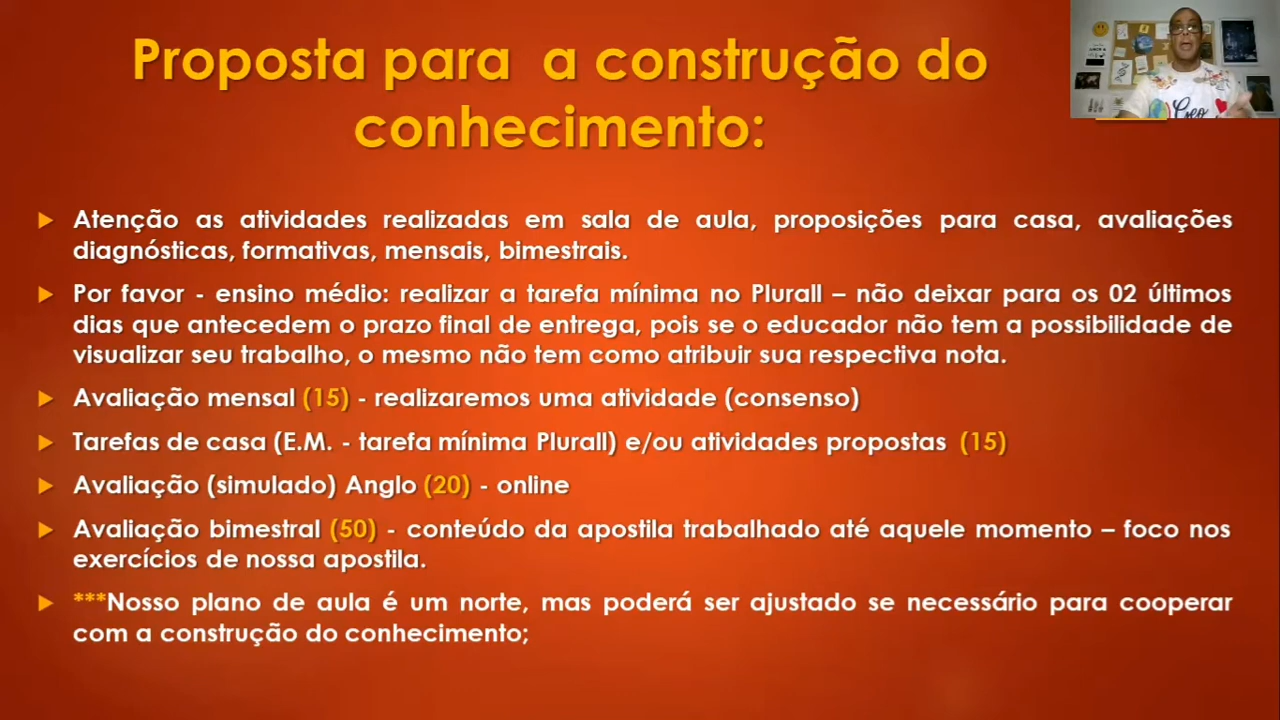 Proposta para a construção do
conhecimento:
Atenção as atividades realizadas em sala de aula, proposições para casa, avaliações
diagnósticas, formativas, mensais, bimestrais.
Por favor - ensino médio: realizar a tarefa mínima no Plurall – não deixar para os 02 últimos
dias que antecedem o prazo final de entrega, pois se o educador não tem a possibilidade de
visualizar seu trabalho, o mesmo não tem como atribuir sua respectiva nota.
Avaliação mensal (15) - realizaremos uma atividade (consenso)
Tarefas de casa (E.M. - tarefa mínima Plurall) e/ou atividades propostas (15)
Avaliação (simulado) Anglo (20) - online
Avaliação bimestral (50) - conteúdo da apostila trabalhado até aquele momento – foco nos
exercícios de nossa apostila.
***Nosso plano de aula é um norte, mas poderá ser ajustado se necessário para cooperar
com a construção do conhecimento;